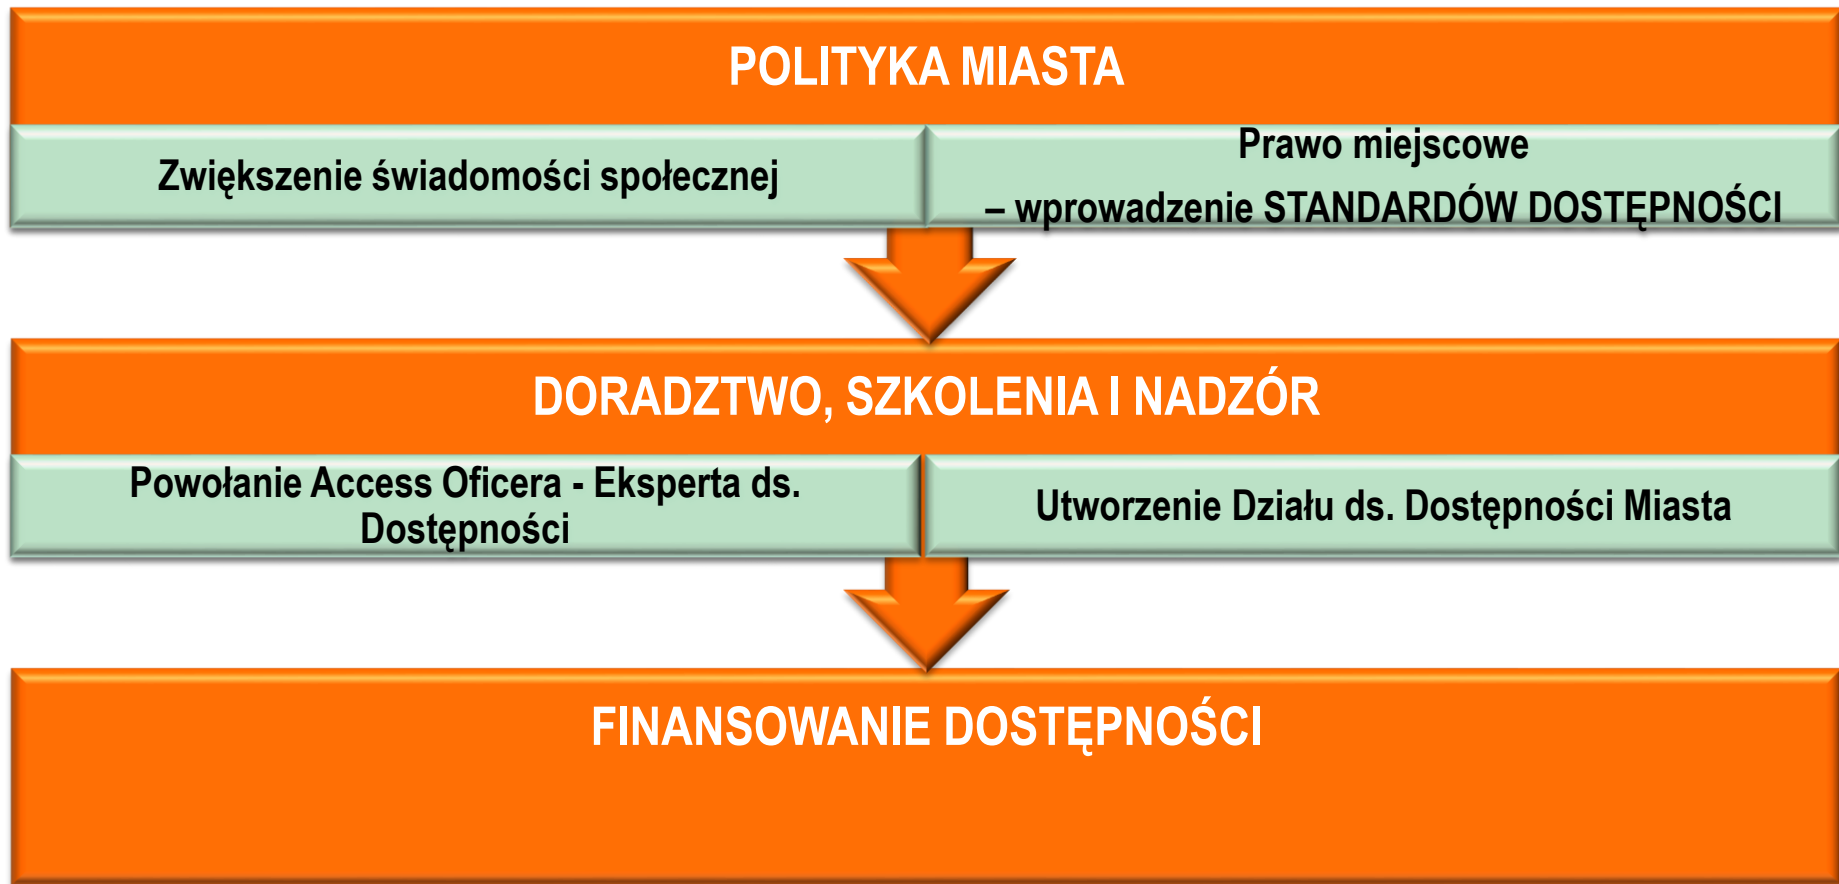 POLITYKA MIASTA
Zwiększenie świadomości społecznej
Prawo miejscowe
– wprowadzenie STANDARDÓW DOSTĘPNOŚCI
DORADZTWO, SZKOLENIA I NADZÓR
Powołanie Access Oficera - Eksperta ds.
Dostępności
Utworzenie Działu ds. Dostępności Miasta
FINANSOWANIE DOSTĘPNOŚCI